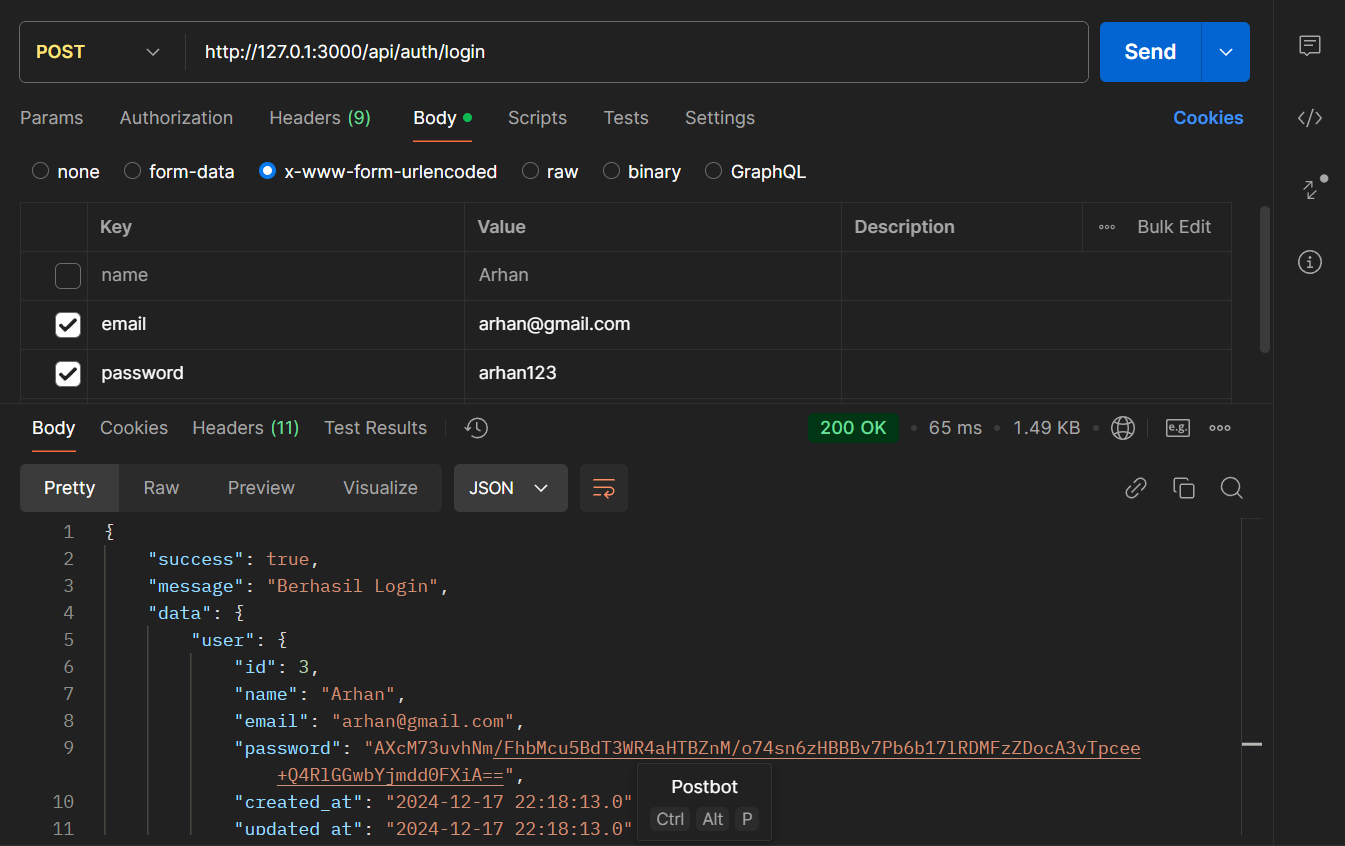 POST http://127.0.1:3000/api/auth/login Send
Params Authorization Headers (9) Body Scripts Tests Settings Cookies
none form-data x-www-form-urlencoded raw binary GraphQL
Key Value Description Bulk Edit
name Arhan
email arhan@gmail.com
password arhan123
Body Cookies Headers (11) Test Results 200 OK 65 ms 1.49 KB e.g.
Pretty Raw Preview Visualize JSON
1 {
2 "success": true,
3 "message": "Berhasil Login",
4 "data": {
5 "user": {
6 "id": 3,
7 "name": "Arhan",
8 "email": "arhan@gmail.com",
9 "password": "AXcM73uvhNm/FhbMcu5BdT3WR4aHTBZnM/o74sn6zHBBBv7Pb6b17lRDMFzZDocA3vTpcee
+Q4RlGGwbYjmdd0FXiA==",
10 "created_at": "2024-12-17 22:18:13.0"
11 "updated_at": "2024-12-17 22:18:13.0"
Postbot
Ctrl Alt P